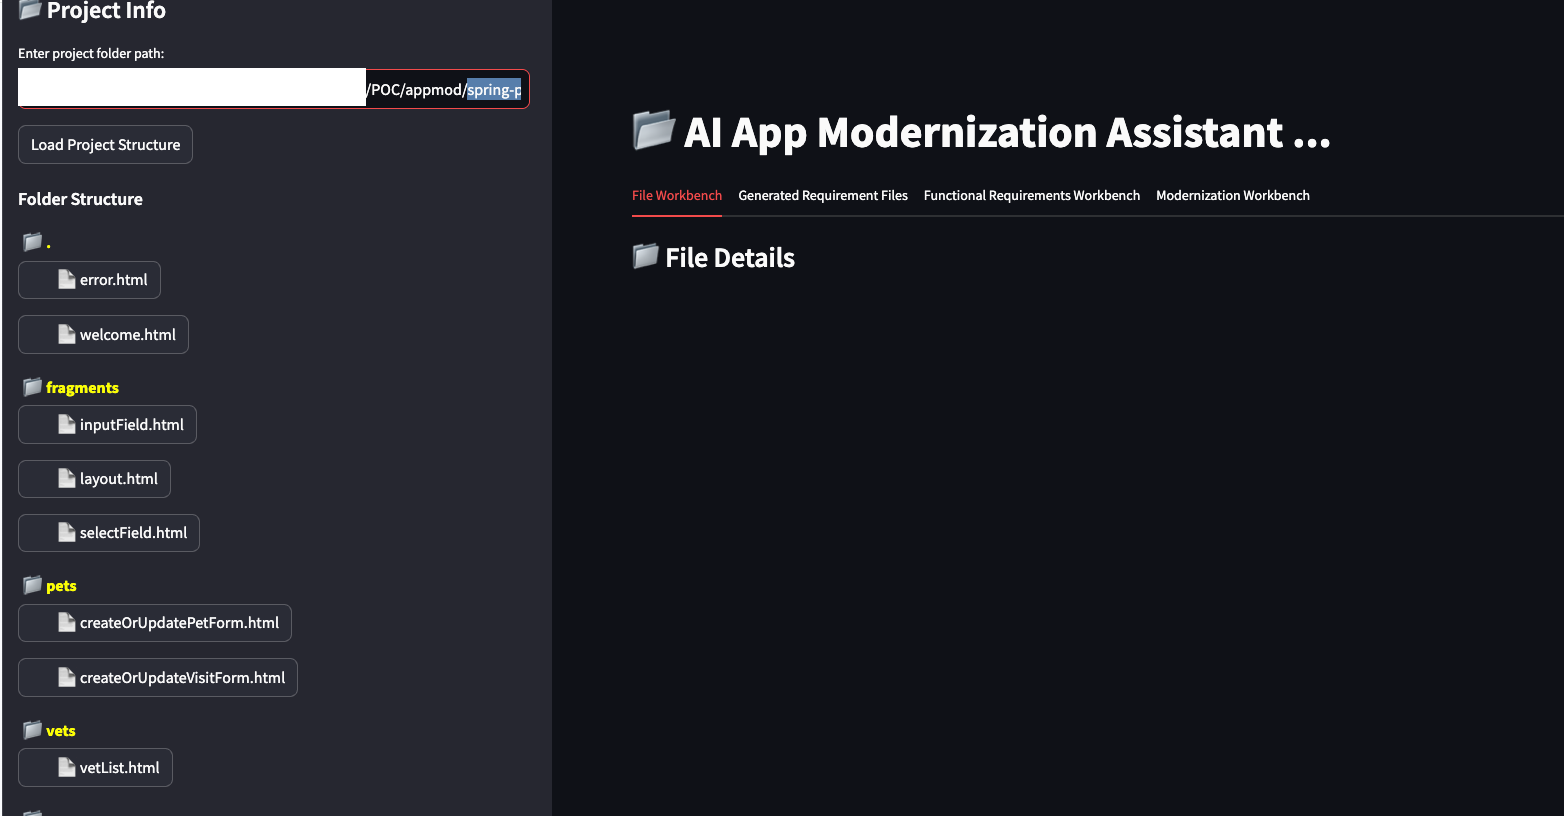 Project Info
Enter project folder path:
/POC/appmod/spring-p
Load Project Structure
Folder Structure
.
error.html
welcome.html
fragments
inputField.html
layout.html
selectField.html
pets
createOrUpdatePetForm.html
createOrUpdateVisitForm.html
vets
vetList.html
AI App Modernization Assistant ...
File Workbench Generated Requirement Files Functional Requirements Workbench Modernization Workbench
File Details